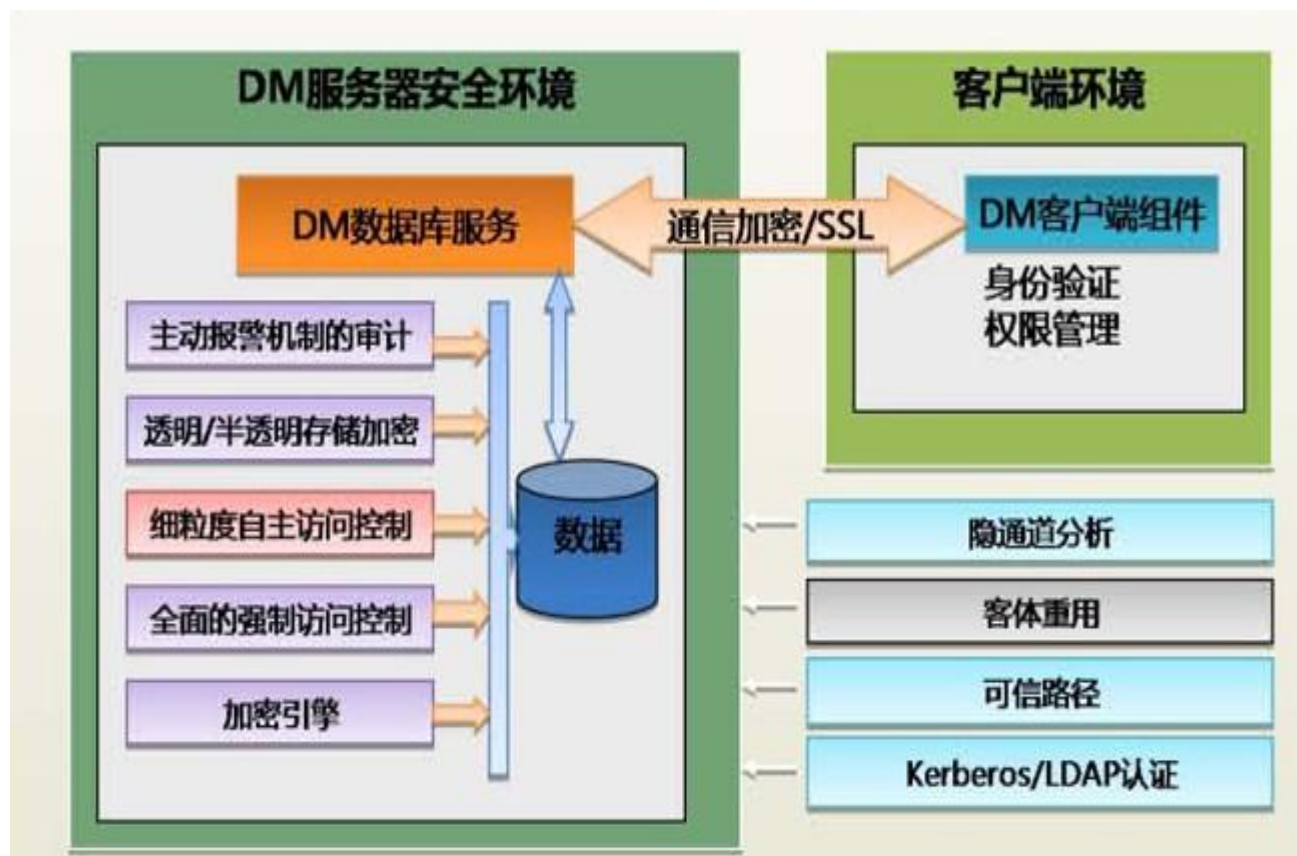 DM服务器安全环境
客户端环境
DM数据库服务
通信加密/SSL
DM客户端组件
身份验证
权限管理
主动报警机制的审计
透明/半透明存储加密
细粒度自主访问控制
全面的强制访问控制
加密引擎
数据
隐通道分析
客体重用
可信路径
Kerberos/LDAP认证